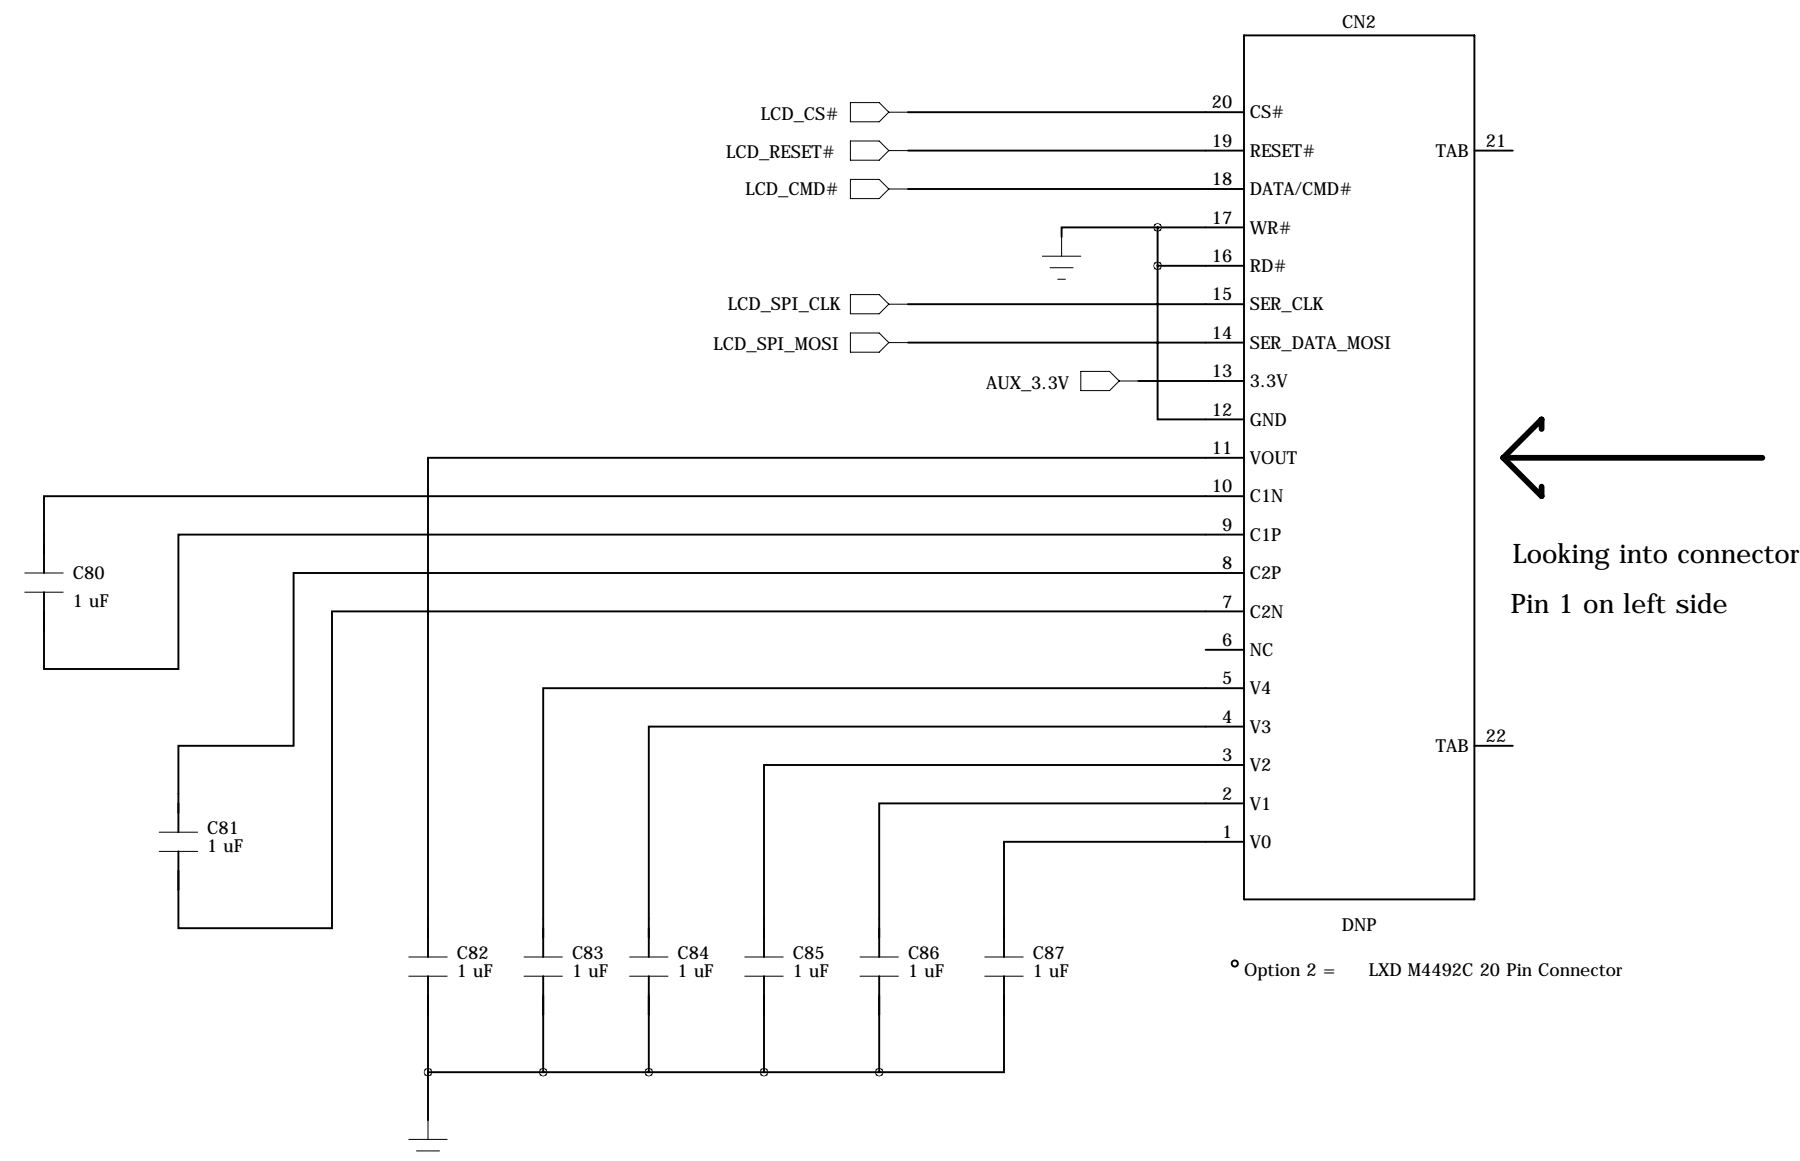 CN2
LCD_CS# 20 CS#
LCD_RESET# 19 RESET# TAB 21
LCD_CMD# 18 DATA/CMD#
17 WR#
16 RD#
LCD_SPI_CLK 15 SER_CLK
LCD_SPI_MOSI 14 SER_DATA_MOSI
AUX_3.3V 13 3.3V
12 GND
11 VOUT
10 C1N
9 C1P
C80 8 C2P
1 uF
7 C2N
6 NC
5 V4
4 V3
3 V2
2 V1
1 V0
Looking into connector
Pin 1 on left side
TAB 22
C81
1 uF
DNP
C82 C83 C84 C85 C86 C87
1 uF 1 uF 1 uF 1 uF 1 uF 1 uF
Option 2 = LXD M4492C 20 Pin Connector